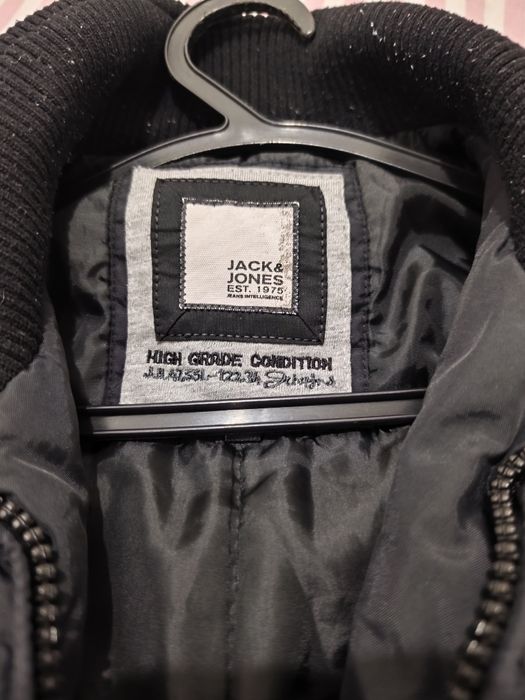 JACK&
JONES
EST. 1975
JEANS INTELLIGENCE
HIGH GRADE CONDITION